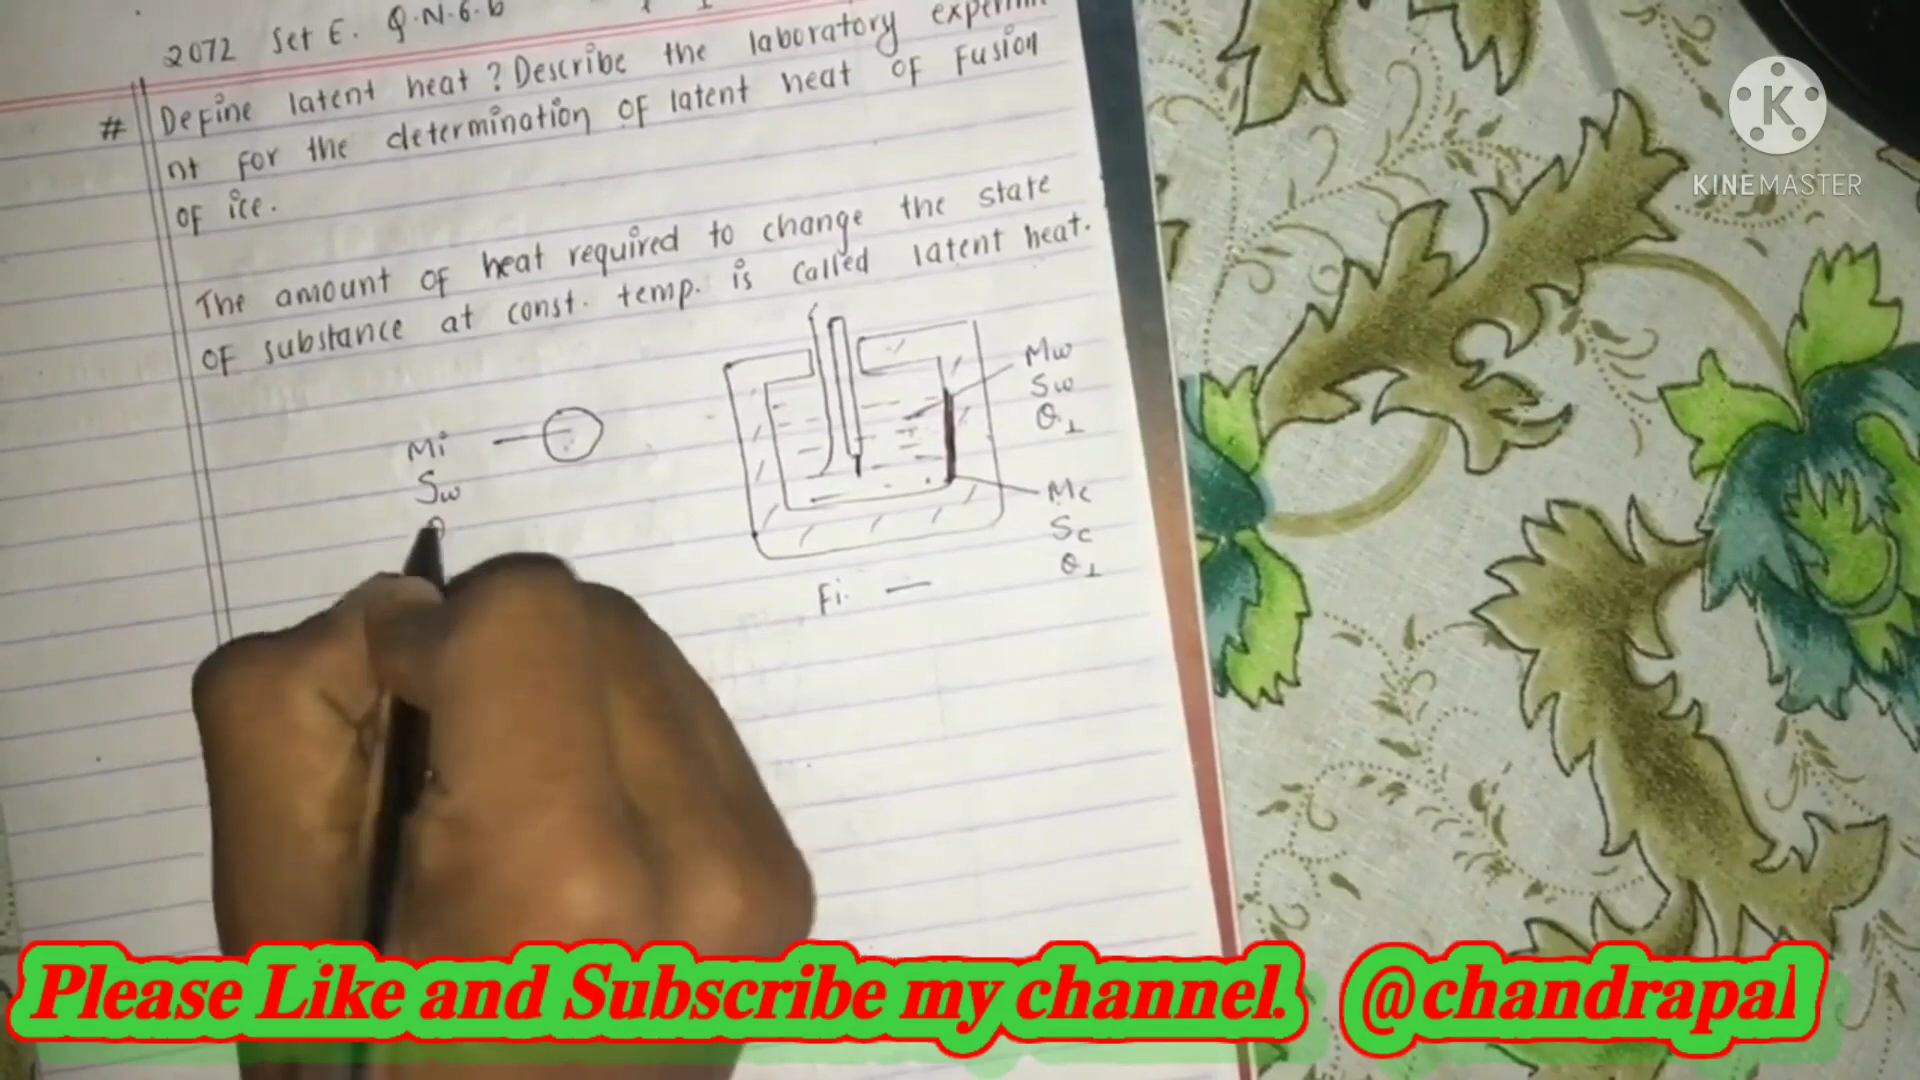 2072 Set E. Q.N.6.b
# Define latent heat ? Describe the laboratory experim
nt for the determination of latent heat of fusion
of ice.
The amount of heat required to change the state
of substance at const. temp. is called latent heat.
Mi
Sw
θ
Mw
Sw
θ1
Mc
Sc
θ1
Fi. —
K
KINEMASTER
Please Like and Subscribe my channel. @chandrapal